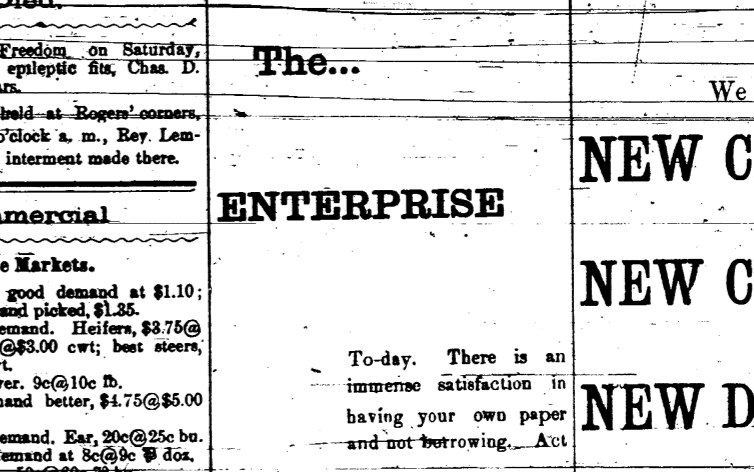 Died.
Freedom on Saturday,
epileptic fits, Chas. D.
ars.
held at Rogers' corners,
o'clock a, m., Rev. Lem-
interment made there.
mmercial
e Markets.
good demand at $1.10;
and picked, $1.35.
emand. Heifers, $3.75@
@$3.00 cwt; best steers,
t.
ver. 9c@10c lb.
mand better, $4.75@$5.00
emand. Ear, 20c@25c bu.
emand at 8c@9c ₱ doz.
The...
ENTERPRISE
To-day. There is an
immense satisfaction in
having your own paper
and not borrowing. Act
We
NEW C
NEW C
NEW D